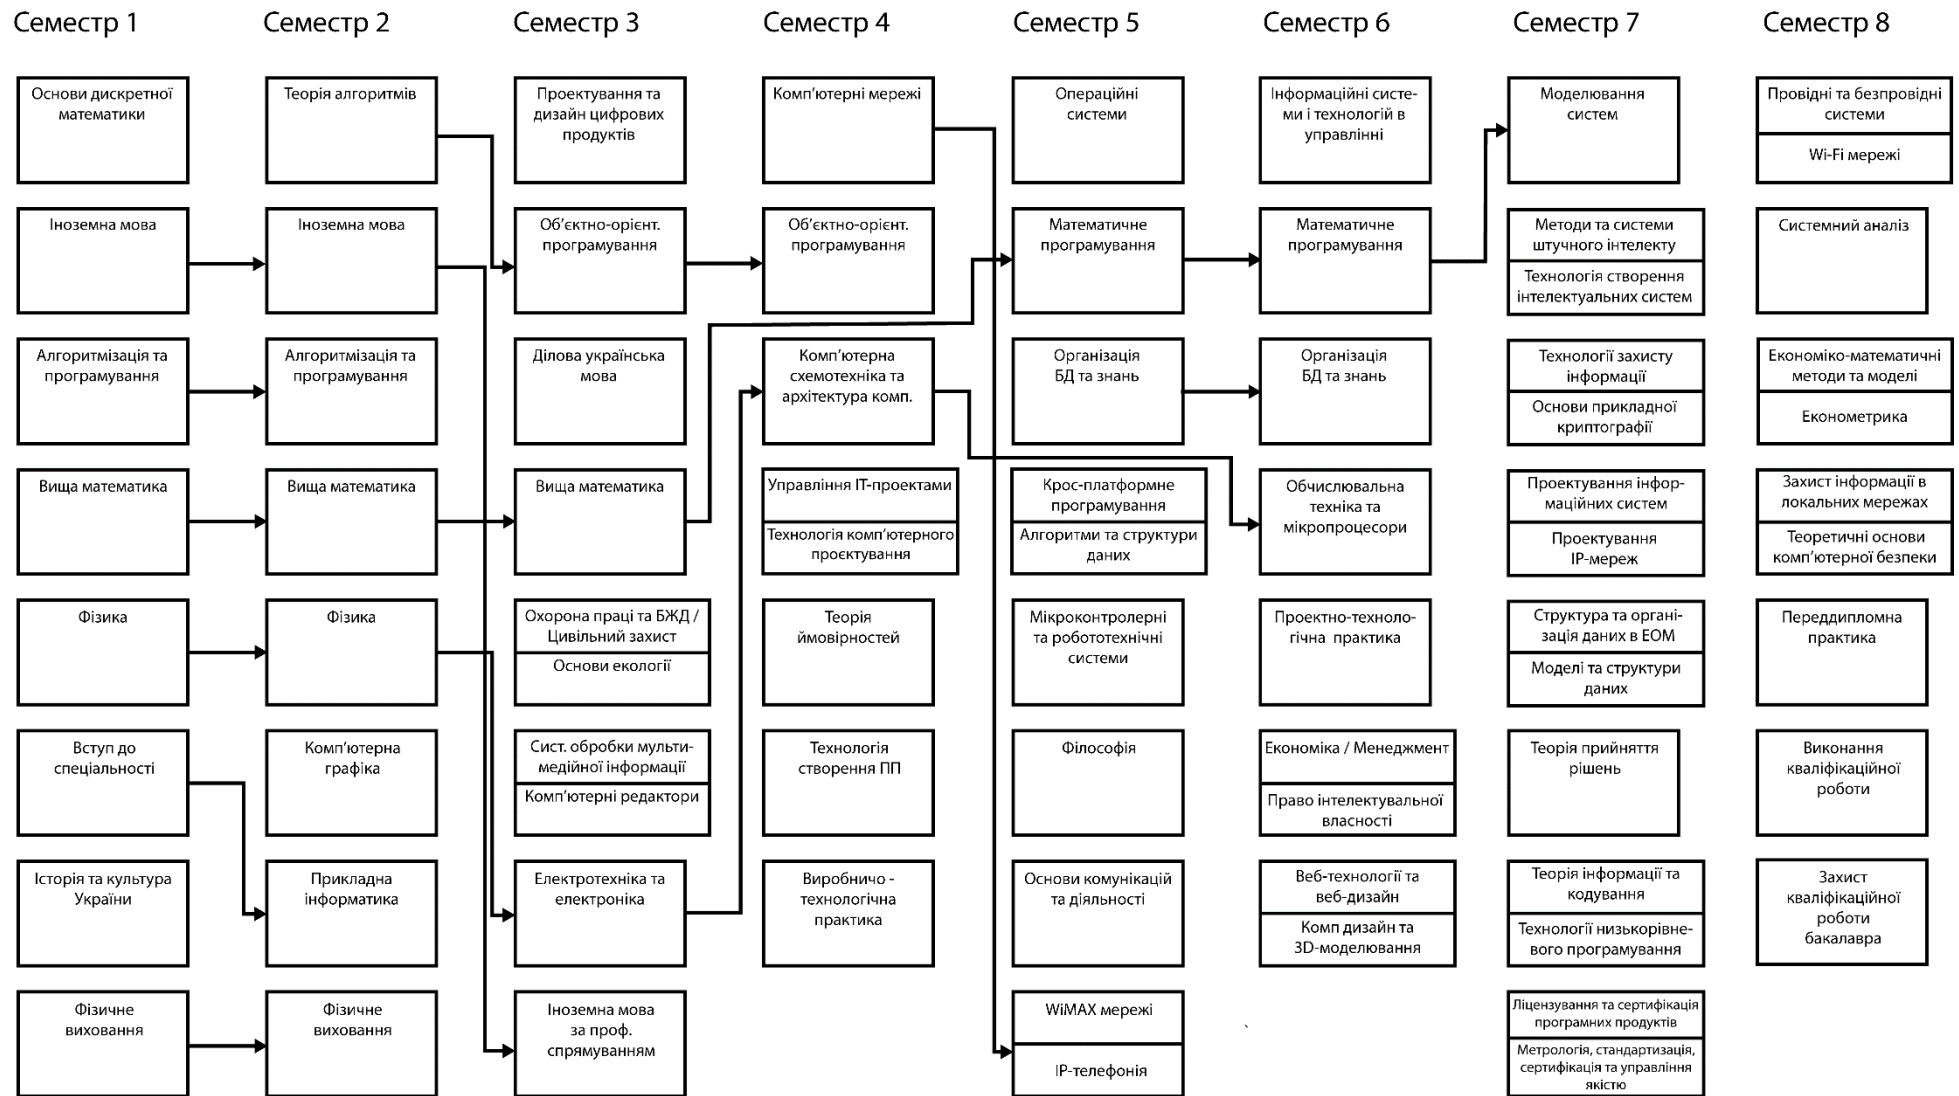 Семестр 1
Семестр 2
Семестр 3
Семестр 4
Семестр 5
Семестр 6
Семестр 7
Семестр 8
Основи дискретної
математики
Іноземна мова
Алгоритмізація та
програмування
Вища математика
Фізика
Вступ до
спеціальності
Історія та культура
України
Фізичне
виховання
Теорія алгоритмів
Іноземна мова
Алгоритмізація та
програмування
Вища математика
Фізика
Комп'ютерна
графіка
Прикладна
інформатика
Фізичне
виховання
Проектування та
дизайн цифрових
продуктів
Об'єктно-орієнт.
програмування
Ділова українська
мова
Вища математика
Охорона праці та БЖД /
Цивільний захист
Основи екології
Сист. обробки мульти-
медійної інформації
Комп'ютерні редактори
Електротехніка та
електроніка
Іноземна мова
за проф.
спрямуванням
Комп'ютерні мережі
Об'єктно-орієнт.
програмування
Комп'ютерна
схемотехніка та
архітектура комп.
Управління ІТ-проектами
Технологія комп'ютерного
проєктування
Теорія
ймовірностей
Технологія
створення ПП
Виробничо -
технологічна
практика
Операційні
системи
Математичне
програмування
Організація
БД та знань
Крос-платформне
програмування
Алгоритми та структури
даних
Мікроконтролерні
та робототехнічні
системи
Філософія
Основи комунікацій
та діяльності
WiMAX мережі
IP-телефонія
Інформаційні систе-
ми і технологій в
управлінні
Математичне
програмування
Організація
БД та знань
Обчислювальна
техніка та
мікропроцесори
Проектно-техноло-
гічна практика
Економіка / Менеджмент
Право інтелектувальної
власності
Веб-технології та
веб-дизайн
Комп дизайн та
3D-моделювання
Моделювання
систем
Методи та системи
штучного інтелекту
Технологія створення
інтелектуальних систем
Технології захисту
інформації
Основи прикладної
криптографії
Проектування інфор-
маційних систем
Проектування
IP-мереж
Структура та органі-
зація даних в ЕОМ
Моделі та структури
даних
Теорія прийняття
рішень
Теорія інформації та
кодування
Технології низькорівне-
вого програмування
Ліцензування та сертифікація
програмних продуктів
Метрологія, стандартизація,
сертифікація та управління
якістю
Провідні та безпровідні
системи
Wi-Fi мережі
Системний аналіз
Економіко-математичні
методи та моделі
Економетрика
Захист інформації в
локальних мережах
Теоретичні основи
комп'ютерної безпеки
Переддипломна
практика
Виконання
кваліфікаційної
роботи
Захист
кваліфікаційної
роботи
бакалавра